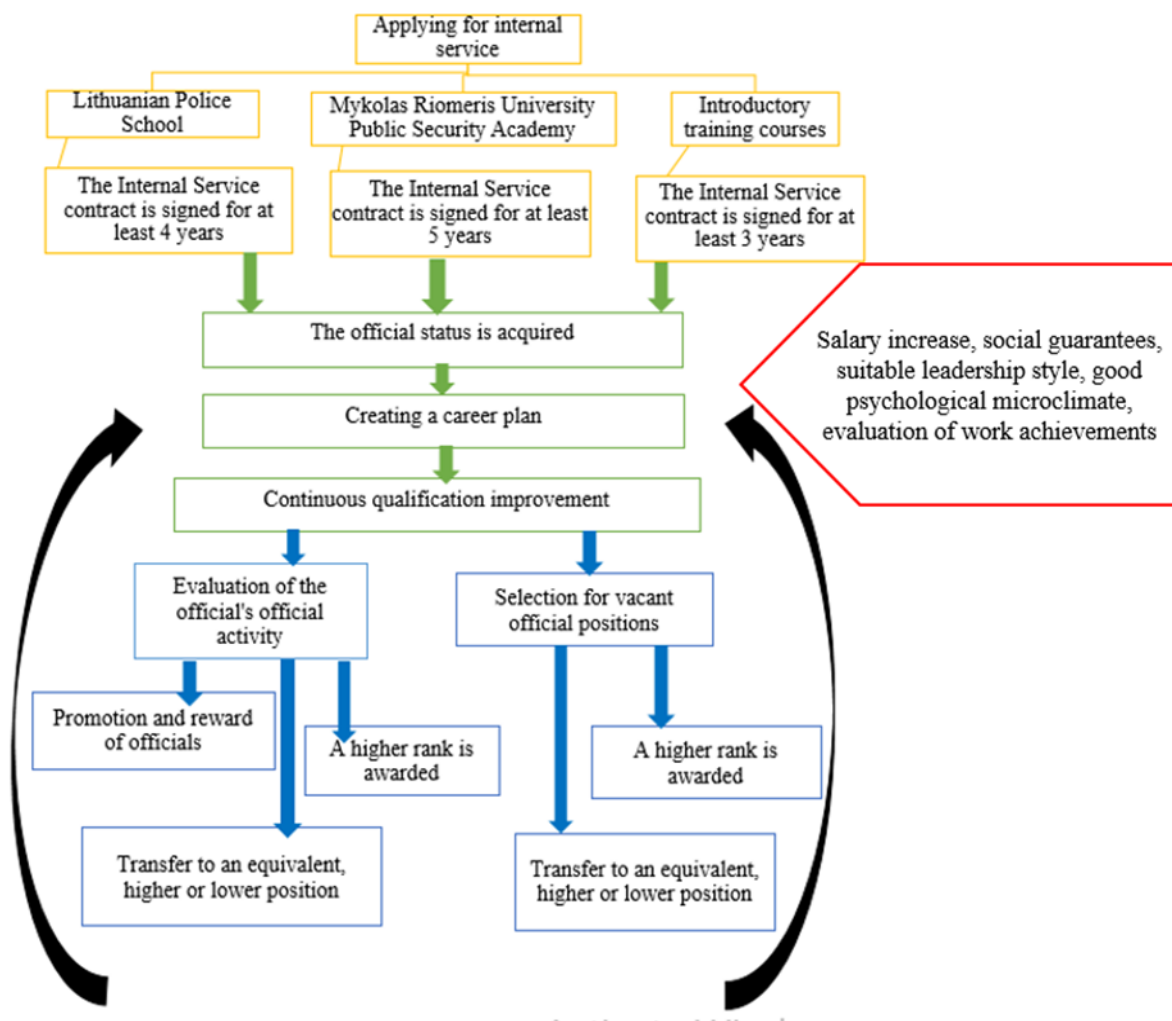 Applying for internal
service
Lithuanian Police
School
Mykolas Riomeris University
Public Security Academy
Introductory
training courses
The Internal Service
contract is signed for at
least 4 years
The Internal Service
contract is signed for at least
5 years
The Internal Service
contract is signed for at
least 3 years
The official status is acquired
Salary increase, social guarantees,
suitable leadership style, good
psychological microclimate,
evaluation of work achievements
Creating a career plan
Continuous qualification improvement
Evaluation of the
official's official
activity
Selection for vacant
official positions
Promotion and reward
of officials
A higher rank is
awarded
A higher rank is
awarded
Transfer to an equivalent,
higher or lower position
Transfer to an equivalent,
higher or lower position